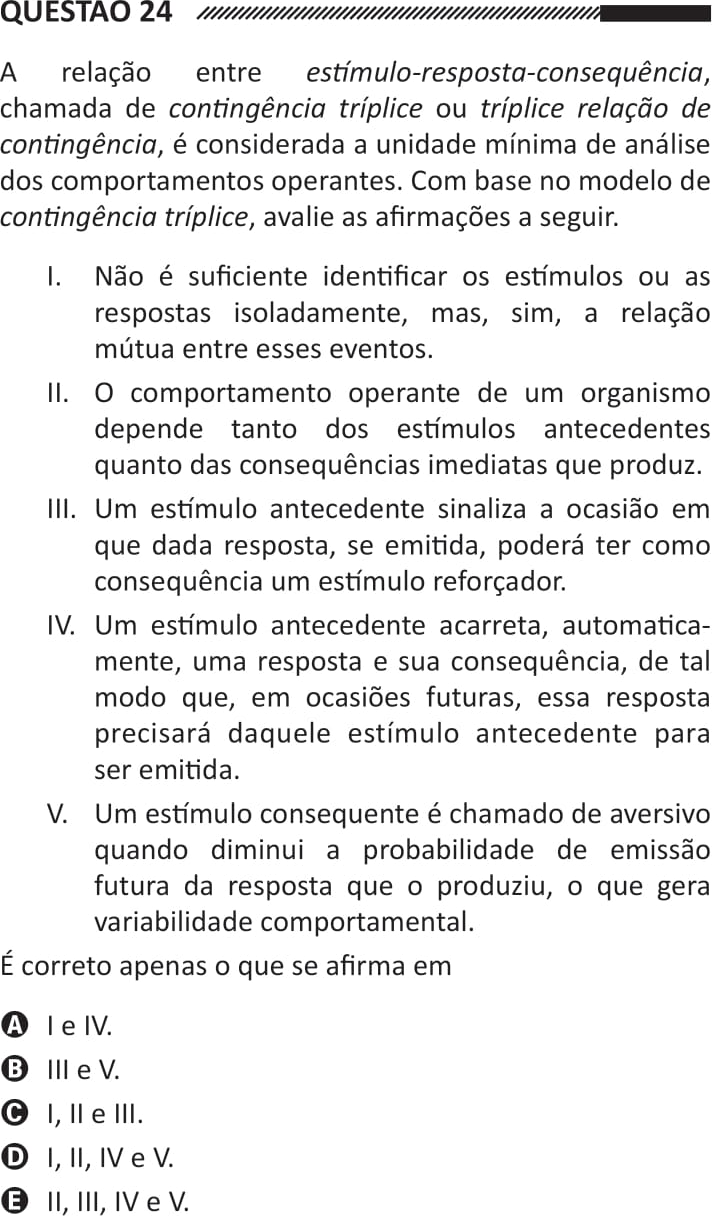 QUESTÃO 24
A relação entre estímulo-resposta-consequência,
chamada de contingência tríplice ou tríplice relação de
contingência, é considerada a unidade mínima de análise
dos comportamentos operantes. Com base no modelo de
contingência tríplice, avalie as afirmações a seguir.
I. Não é suficiente identificar os estímulos ou as
respostas isoladamente, mas, sim, a relação
mútua entre esses eventos.
II. O comportamento operante de um organismo
depende tanto dos estímulos antecedentes
quanto das consequências imediatas que produz.
III. Um estímulo antecedente sinaliza a ocasião em
que dada resposta, se emitida, poderá ter como
consequência um estímulo reforçador.
IV. Um estímulo antecedente acarreta, automatica-
mente, uma resposta e sua consequência, de tal
modo que, em ocasiões futuras, essa resposta
precisará daquele estímulo antecedente para
ser emitida.
V. Um estímulo consequente é chamado de aversivo
quando diminui a probabilidade de emissão
futura da resposta que o produziu, o que gera
variabilidade comportamental.
É correto apenas o que se afirma em
A I e IV.
B III e V.
C I, II e III.
D I, II, IV e V.
E II, III, IV e V.